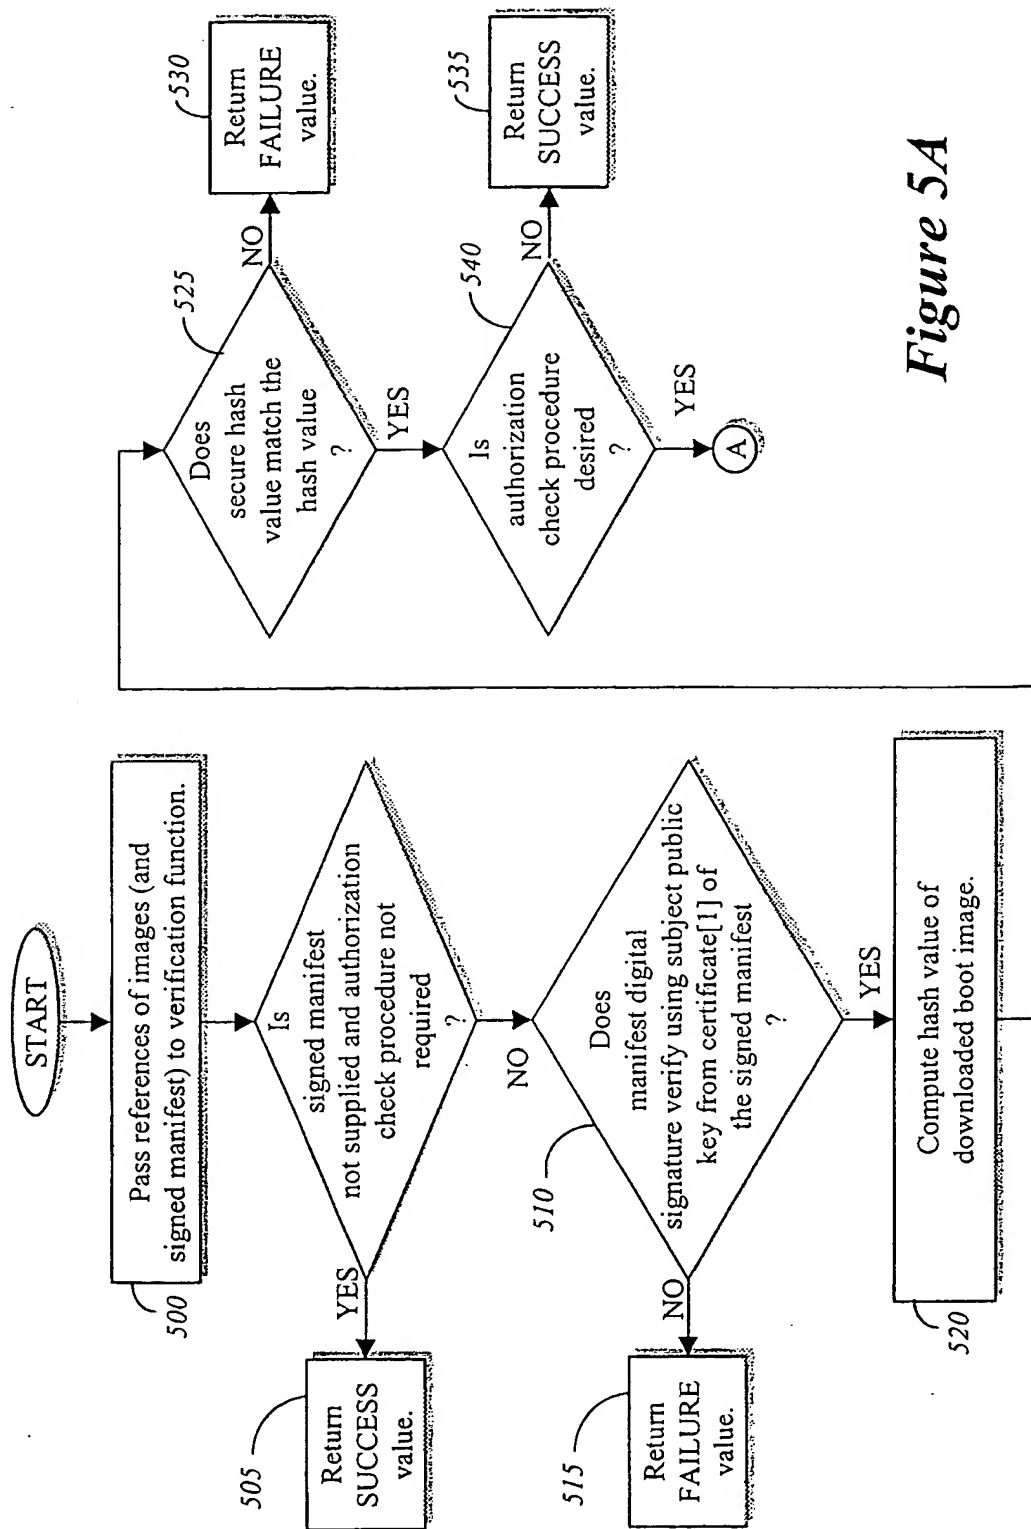 START
Pass references of images (and
signed manifest) to verification function.
500
Is
signed manifest
not supplied and authorization
check procedure not
required
?
YES
Return
SUCCESS
value.
505
NO
Does
manifest digital
signature verify using subject public
key from certificate[1] of
the signed manifest
?
510
NO
Return
FAILURE
value.
515
YES
Compute hash value of
downloaded boot image.
520
Does
secure hash
value match the
hash value
?
525
NO
Return
FAILURE
value.
530
YES
Is
authorization
check procedure
desired
?
540
NO
Return
SUCCESS
value.
535
YES
A
Figure 5A